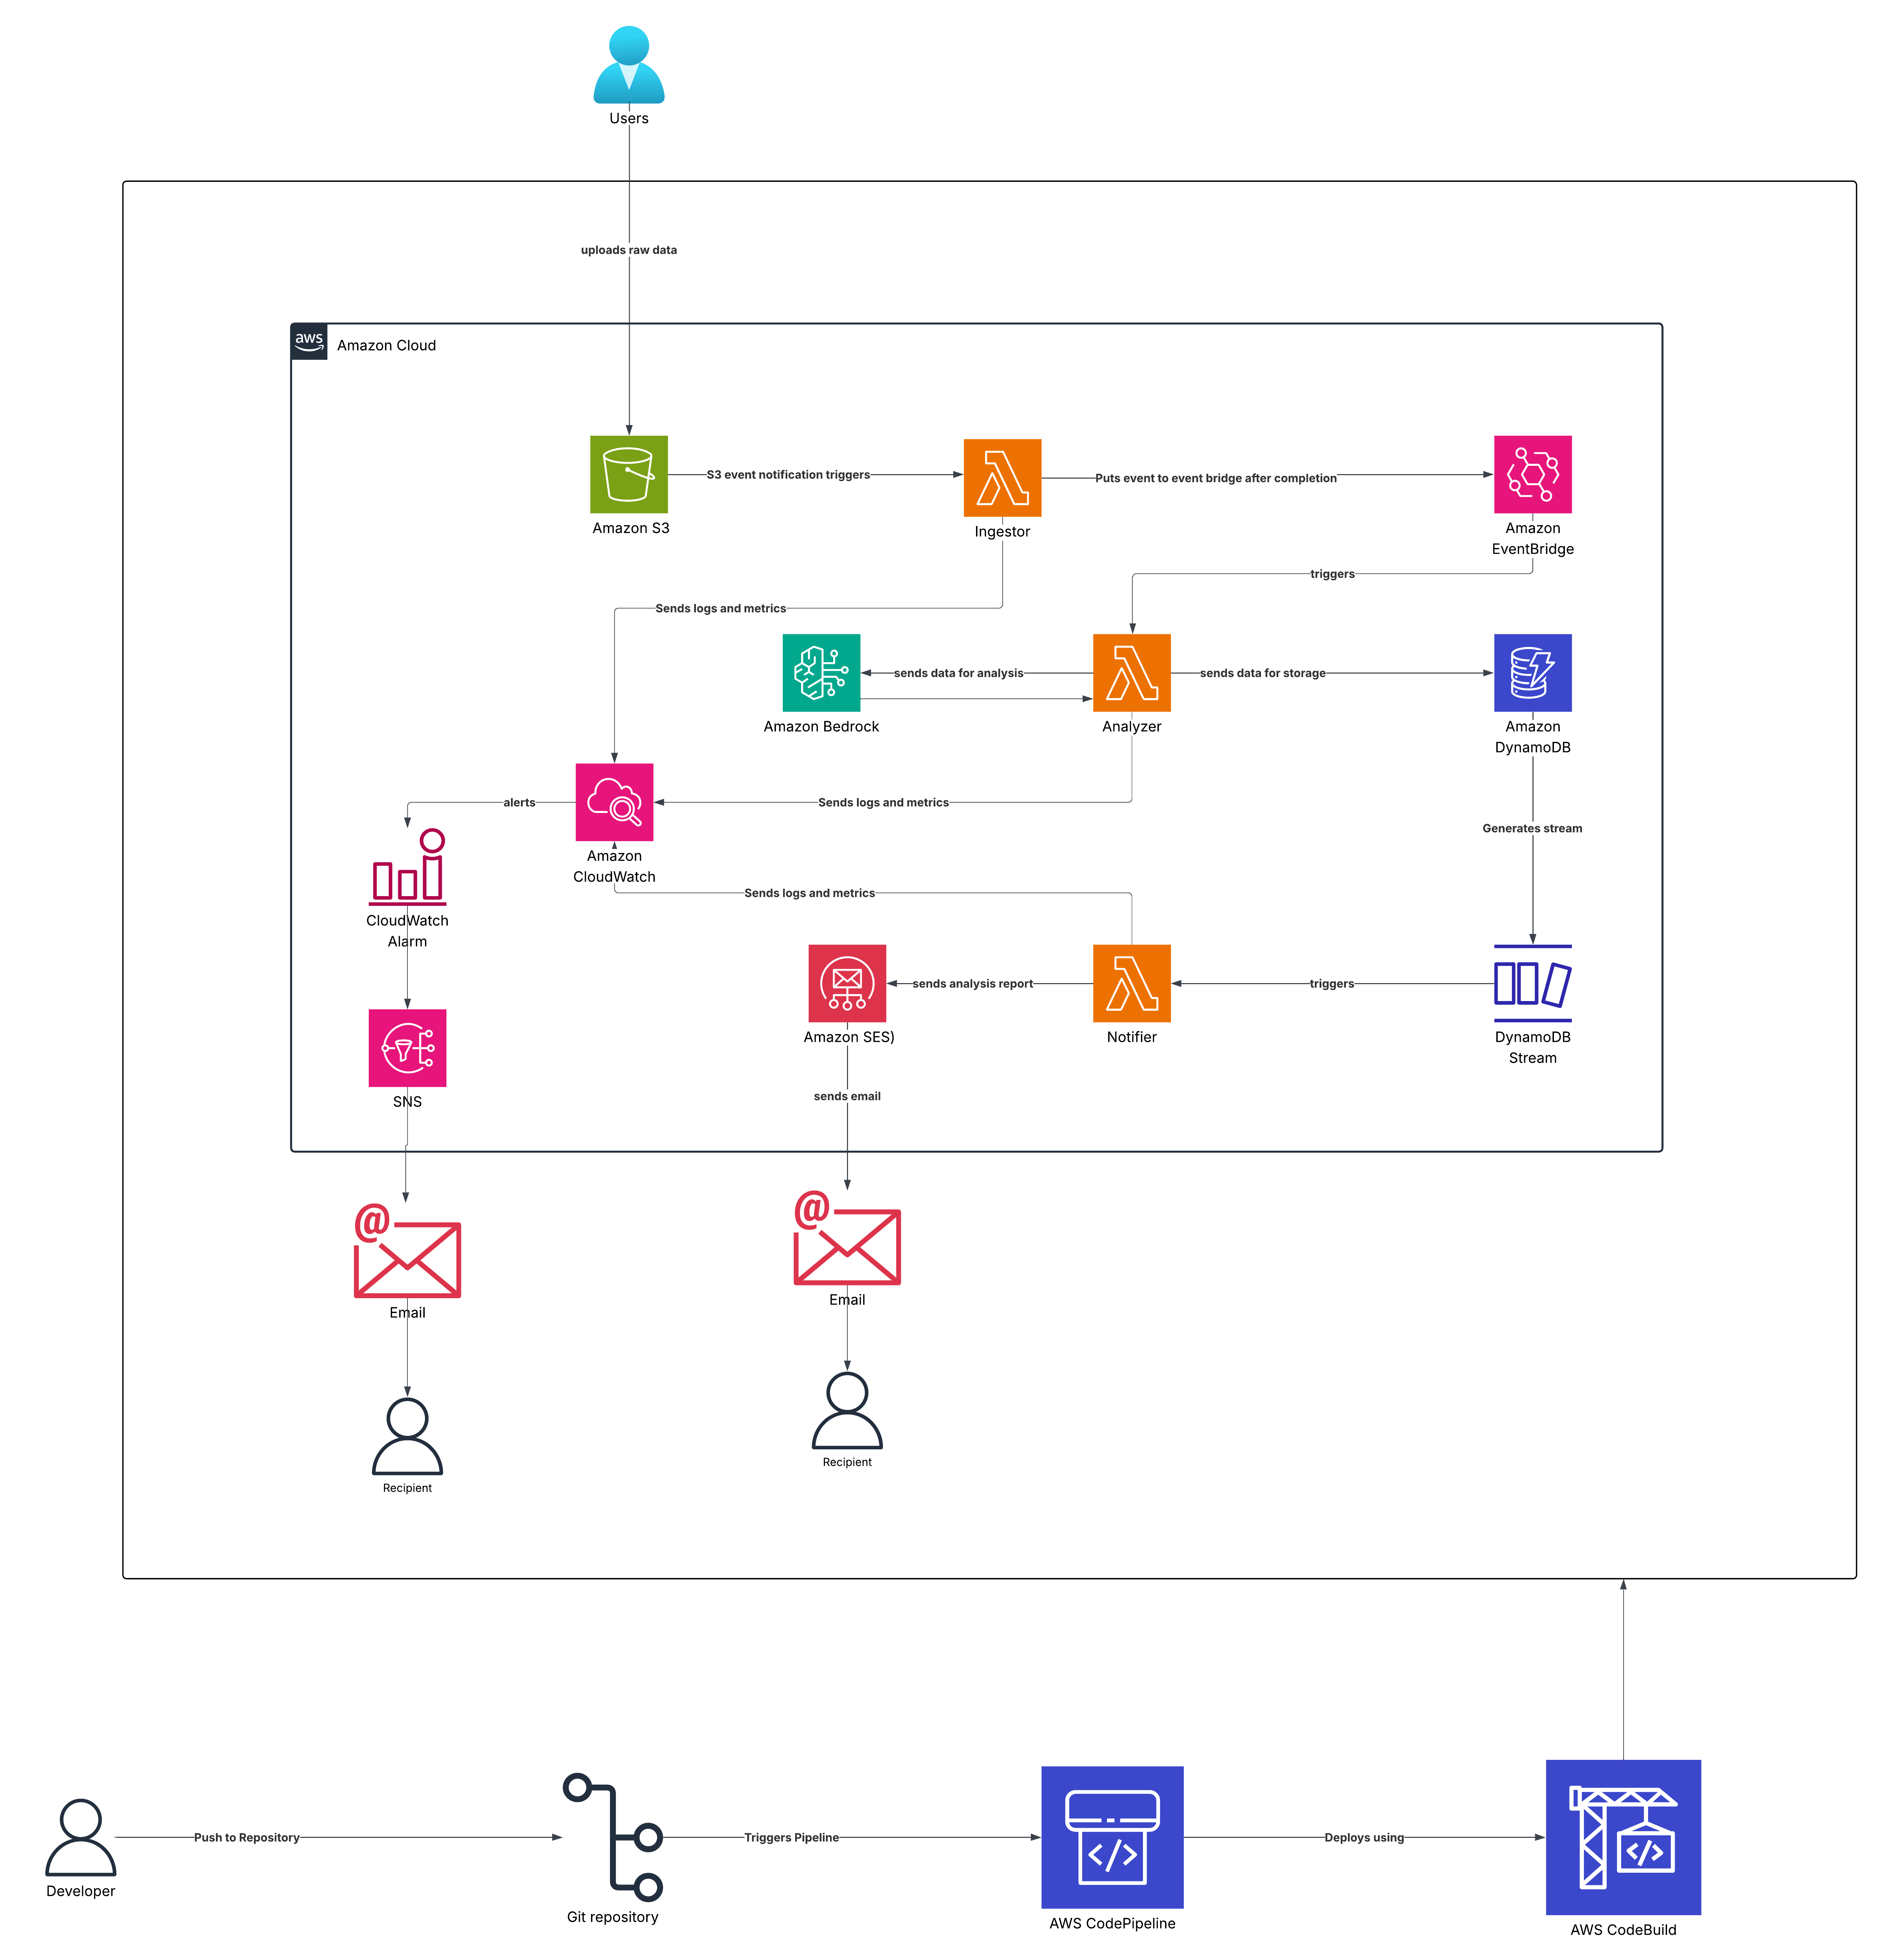 Users
uploads raw data
aws
Amazon Cloud
S3 event notification triggers
Puts event to event bridge after completion
Amazon S3
Ingestor
Amazon
EventBridge
triggers
Sends logs and metrics
sends data for analysis
sends data for storage
Amazon Bedrock
Analyzer
Amazon
DynamoDB
alerts
Sends logs and metrics
Generates stream
Amazon
CloudWatch
Sends logs and metrics
CloudWatch
Alarm
sends analysis report
triggers
Amazon SES)
Notifier
DynamoDB
Stream
SNS
sends email
@
@
Email
Email
Recipient
Recipient
Push to Repository
Triggers Pipeline
Deploys using
</>
</>
Developer
Git repository
AWS CodePipeline
AWS CodeBuild